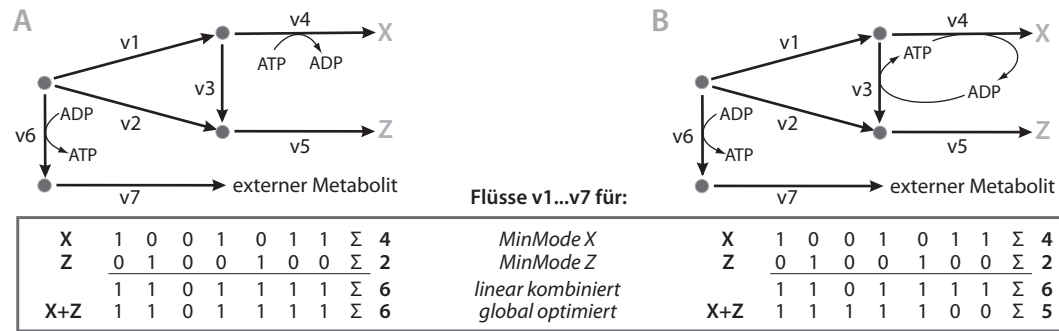 A
B
v4
X
v4
X
v1
ATP
ADP
v1
ATP
v3
v3
ADP
ADP
v2
Z
ADP
v2
Z
v6
v5
v6
v5
ATP
ATP
externer Metabolit
externer Metabolit
v7
v7
Flüsse v1...v7 für:
X 1 0 0 1 0 1 1 Σ 4 MinMode X X 1 0 0 1 0 1 1 Σ 4
Z 0 1 0 0 1 0 0 Σ 2 MinMode Z Z 0 1 0 0 1 0 0 Σ 2
1 1 0 1 1 1 1 Σ 6 linear kombiniert 1 1 0 1 1 1 1 Σ 6
X+Z 1 1 0 1 1 1 1 Σ 6 global optimiert X+Z 1 1 1 1 1 0 0 Σ 5